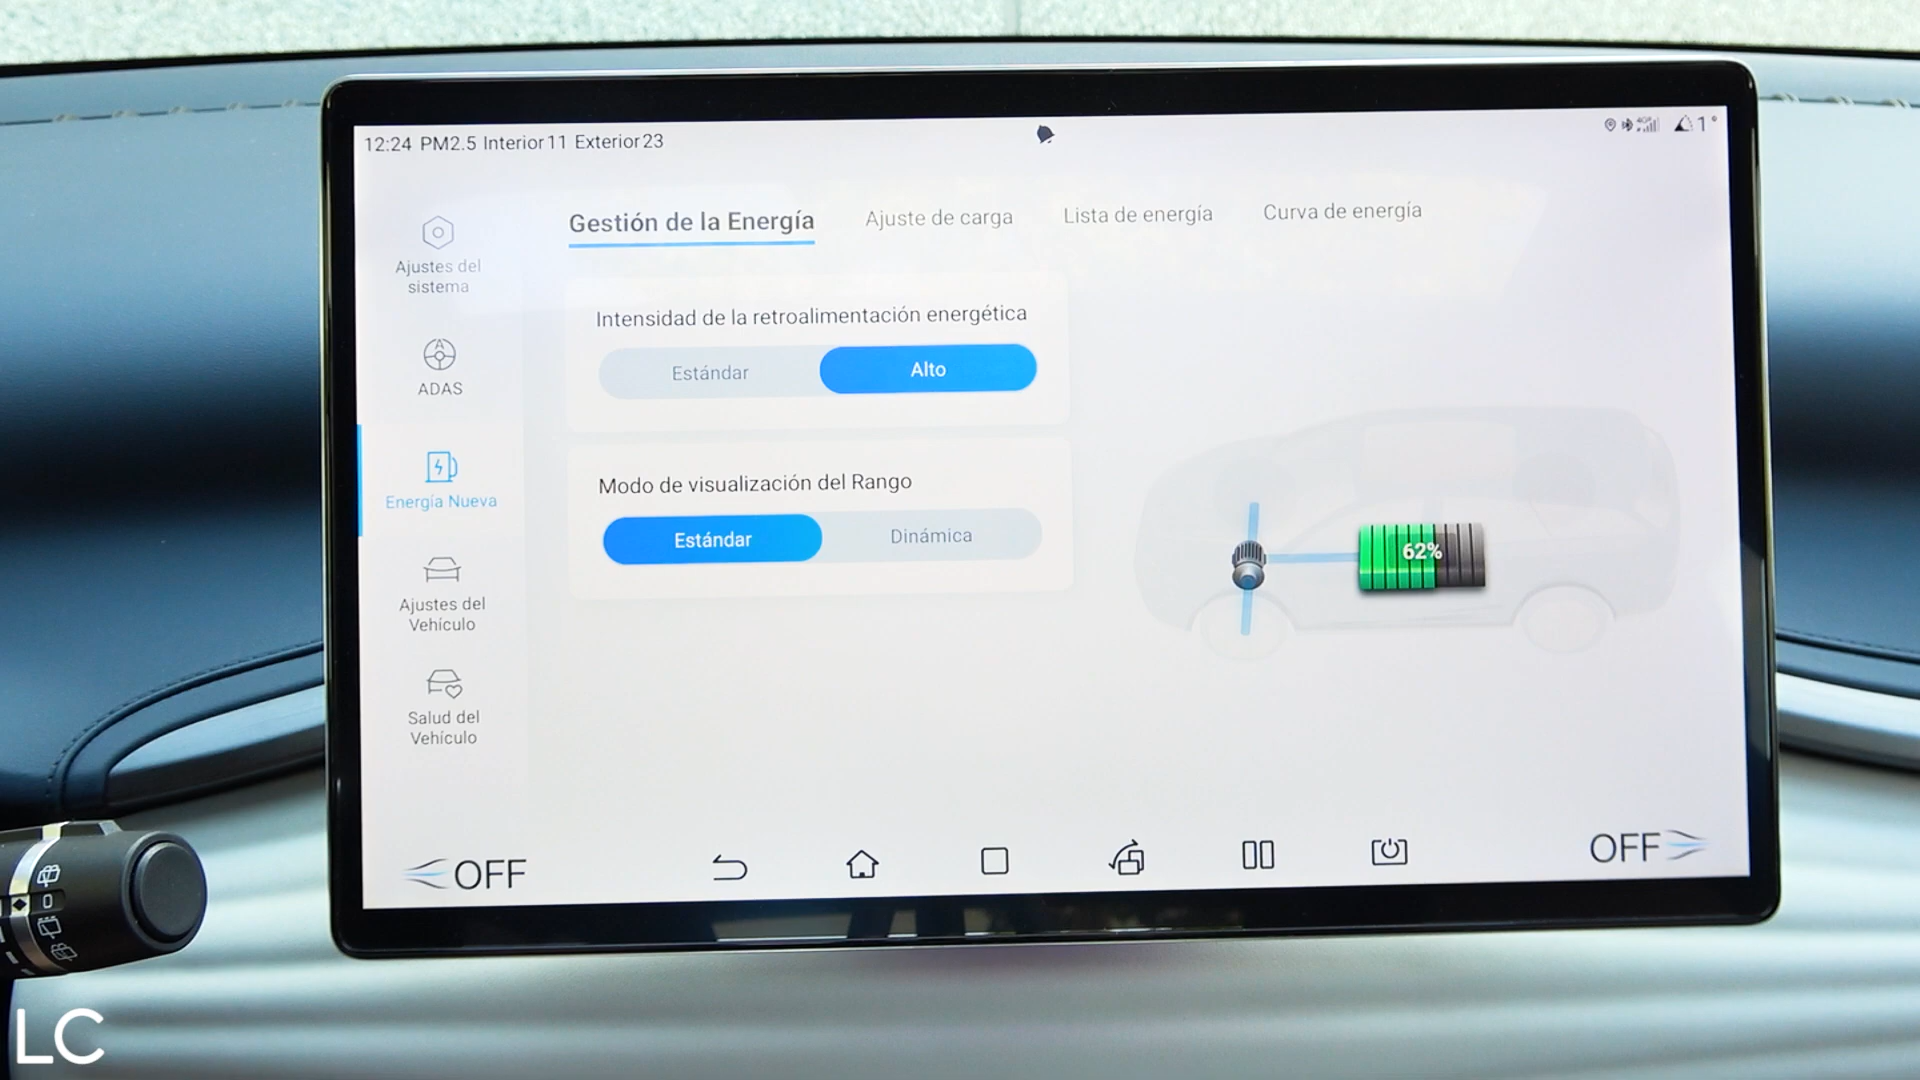 12:24 PM2.5 Interior 11 Exterior 23
1°
Gestión de la Energía
Ajuste de carga
Lista de energía
Curva de energía
Ajustes del
sistema
ADAS
Energía Nueva
Ajustes del
Vehículo
Salud del
Vehículo
Intensidad de la retroalimentación energética
Estándar
Alto
Modo de visualización del Rango
Estándar
Dinámica
62%
OFF
OFF
LC